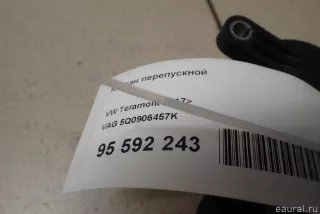 перепускной
VW Teramont
VAG 5Q0906457K
95 592 243
eaural.ru